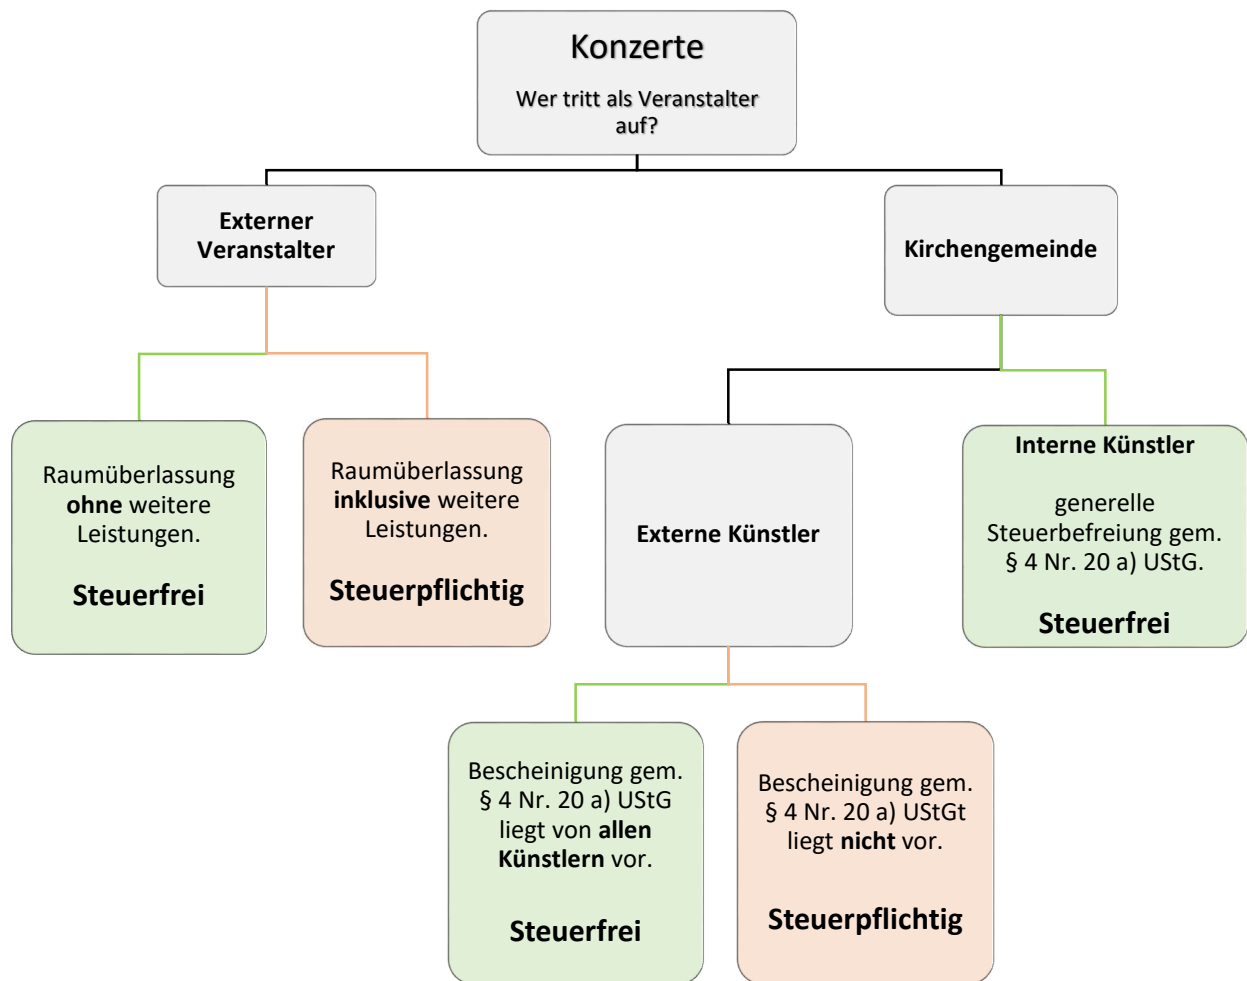 Konzerte
Wer tritt als Veranstalter
auf?
Externer
Veranstalter
Kirchengemeinde
Raumüberlassung
ohne weitere
Leistungen.
Steuerfrei
Raumüberlassung
inklusive weitere
Leistungen.
Steuerpflichtig
Externe Künstler
Interne Künstler
generelle
Steuerbefreiung gem.
§ 4 Nr. 20 a) UStG.
Steuerfrei
Bescheinigung gem.
§ 4 Nr. 20 a) UStG
liegt von allen
Künstlern vor.
Steuerfrei
Bescheinigung gem.
§ 4 Nr. 20 a) UStGt
liegt nicht vor.
Steuerpflichtig